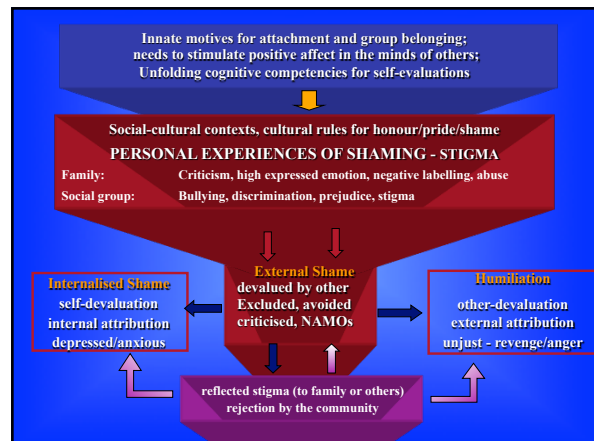 Innate motives for attachment and group belonging;
needs to stimulate positive affect in the minds of others;
Unfolding cognitive competencies for self-evaluations
Social-cultural contexts, cultural rules for honour/pride/shame
PERSONAL EXPERIENCES OF SHAMING - STIGMA
Family: Criticism, high expressed emotion, negative labelling, abuse
Social group: Bullying, discrimination, prejudice, stigma
External Shame
devalued by other
Excluded, avoided
criticised, NAMOs
Internalised Shame
self-devaluation
internal attribution
depressed/anxious
Humiliation
other-devaluation
external attribution
unjust - revenge/anger
reflected stigma (to family or others)
rejection by the community